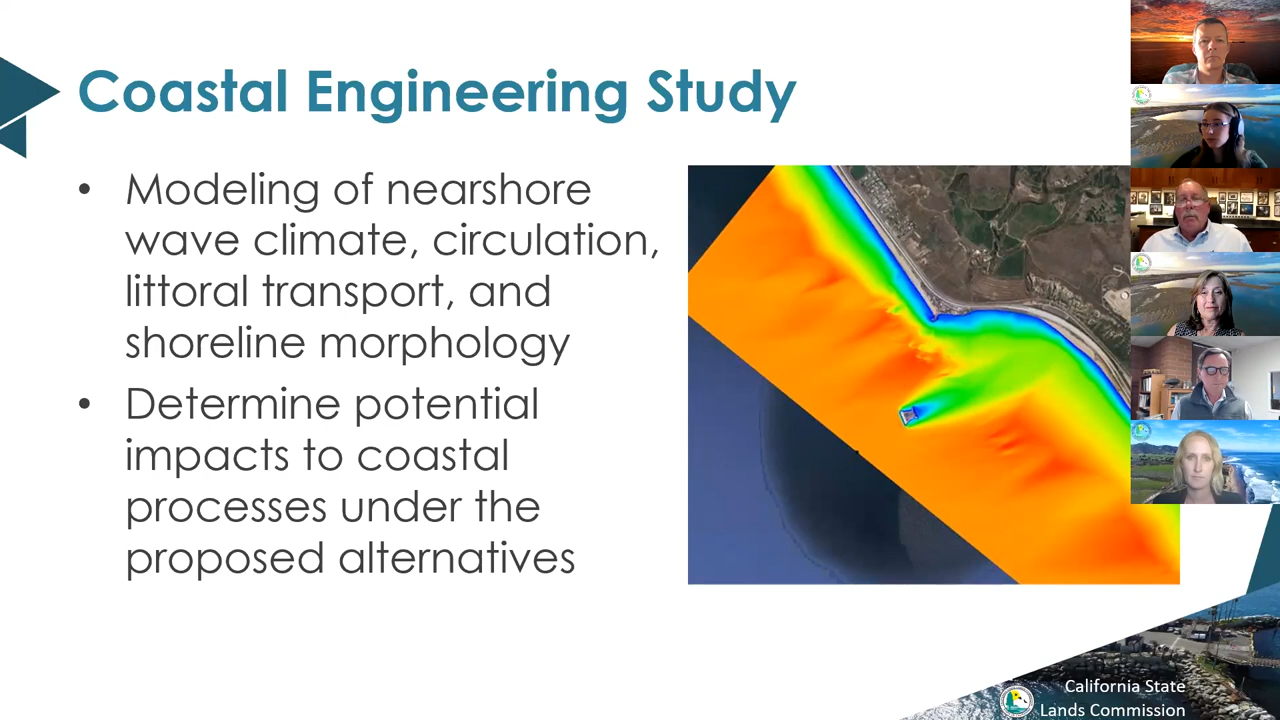 Coastal Engineering Study
• Modeling of nearshore
wave climate, circulation,
littoral transport, and
shoreline morphology
• Determine potential
impacts to coastal
processes under the
proposed alternatives
California State
Lands Commission